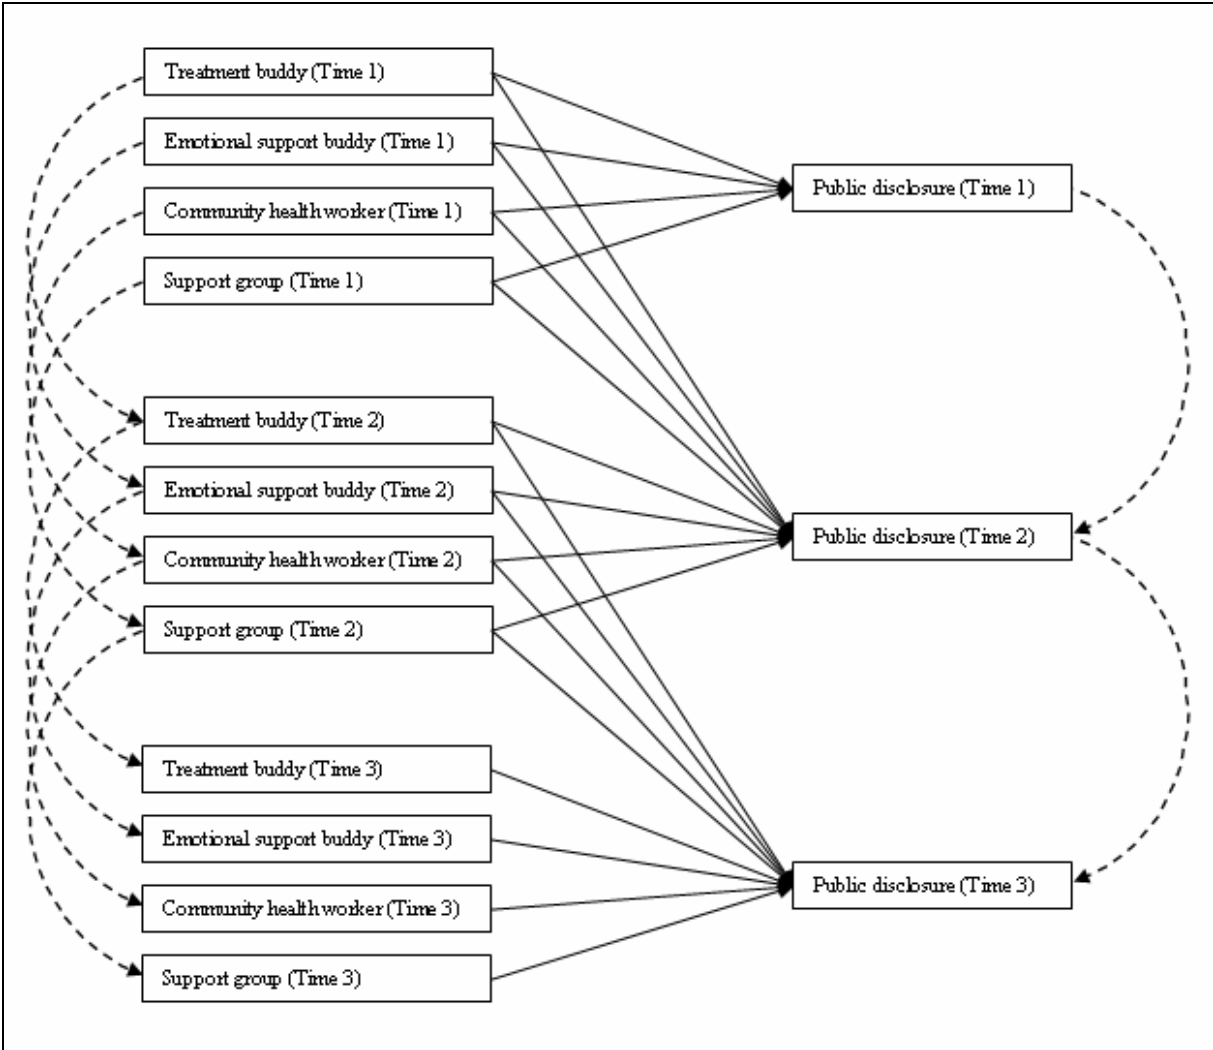 Treatment buddy (Time 1)
Emotional support buddy (Time 1)
Community health worker (Time 1)
Support group (Time 1)
Public disclosure (Time 1)
Treatment buddy (Time 2)
Emotional support buddy (Time 2)
Community health worker (Time 2)
Support group (Time 2)
Public disclosure (Time 2)
Treatment buddy (Time 3)
Emotional support buddy (Time 3)
Community health worker (Time 3)
Support group (Time 3)
Public disclosure (Time 3)